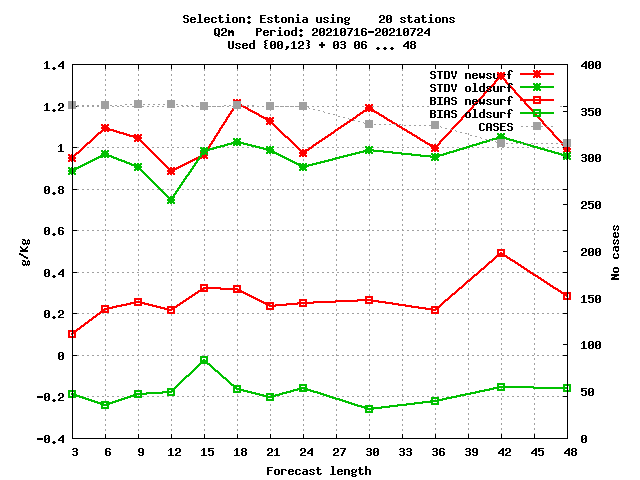 Selection: Estonia using    20 stations
Q2m   Period: 20210716-20210724
Used {00,12} + 03 06 ... 48
1.4
1.2
1
0.8
0.6
0.4
0.2
0
-0.2
-0.4
g/Kg
STDV newsurf
STDV oldsurf
BIAS newsurf
BIAS oldsurf
CASES
400
350
300
250
200
150
100
50
0
No cases
3 6 9 12 15 18 21 24 27 30 33 36 39 42 45 48
Forecast length